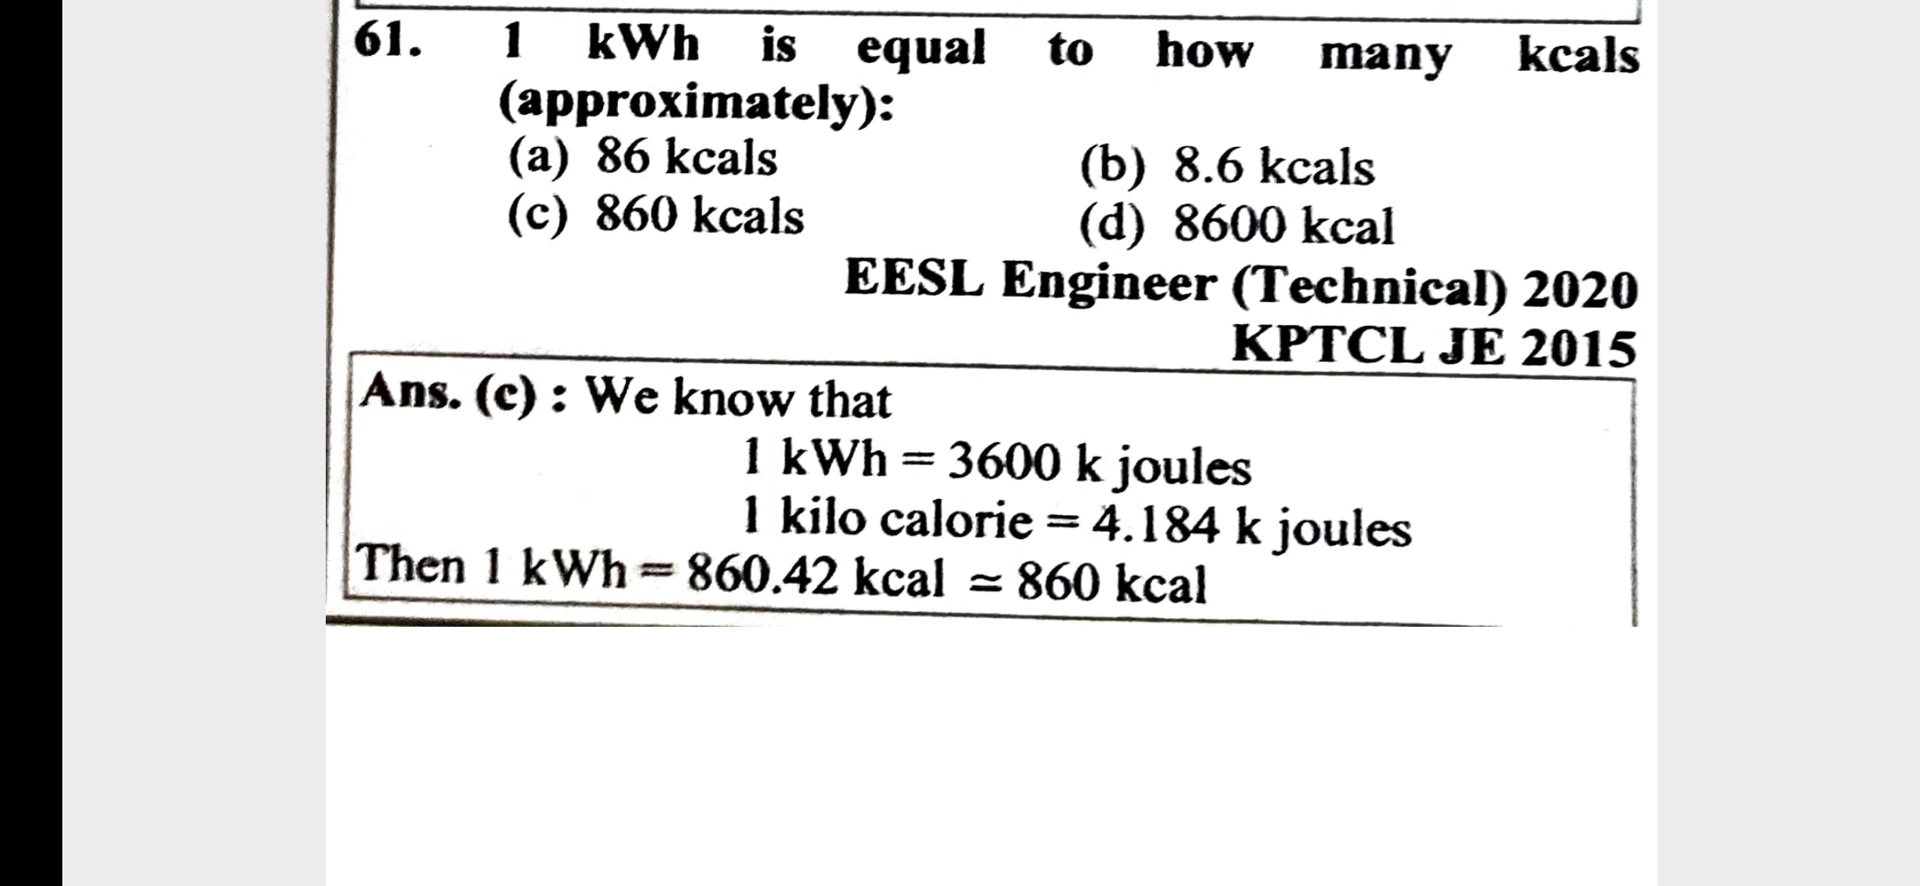 61. 1 kWh is equal to how many kcals
(approximately):
(a) 86 kcals (b) 8.6 kcals
(c) 860 kcals (d) 8600 kcal
EESL Engineer (Technical) 2020
KPTCL JE 2015
Ans. (c) : We know that
1 kWh = 3600 k joules
1 kilo calorie = 4.184 k joules
Then 1 kWh = 860.42 kcal ≃ 860 kcal